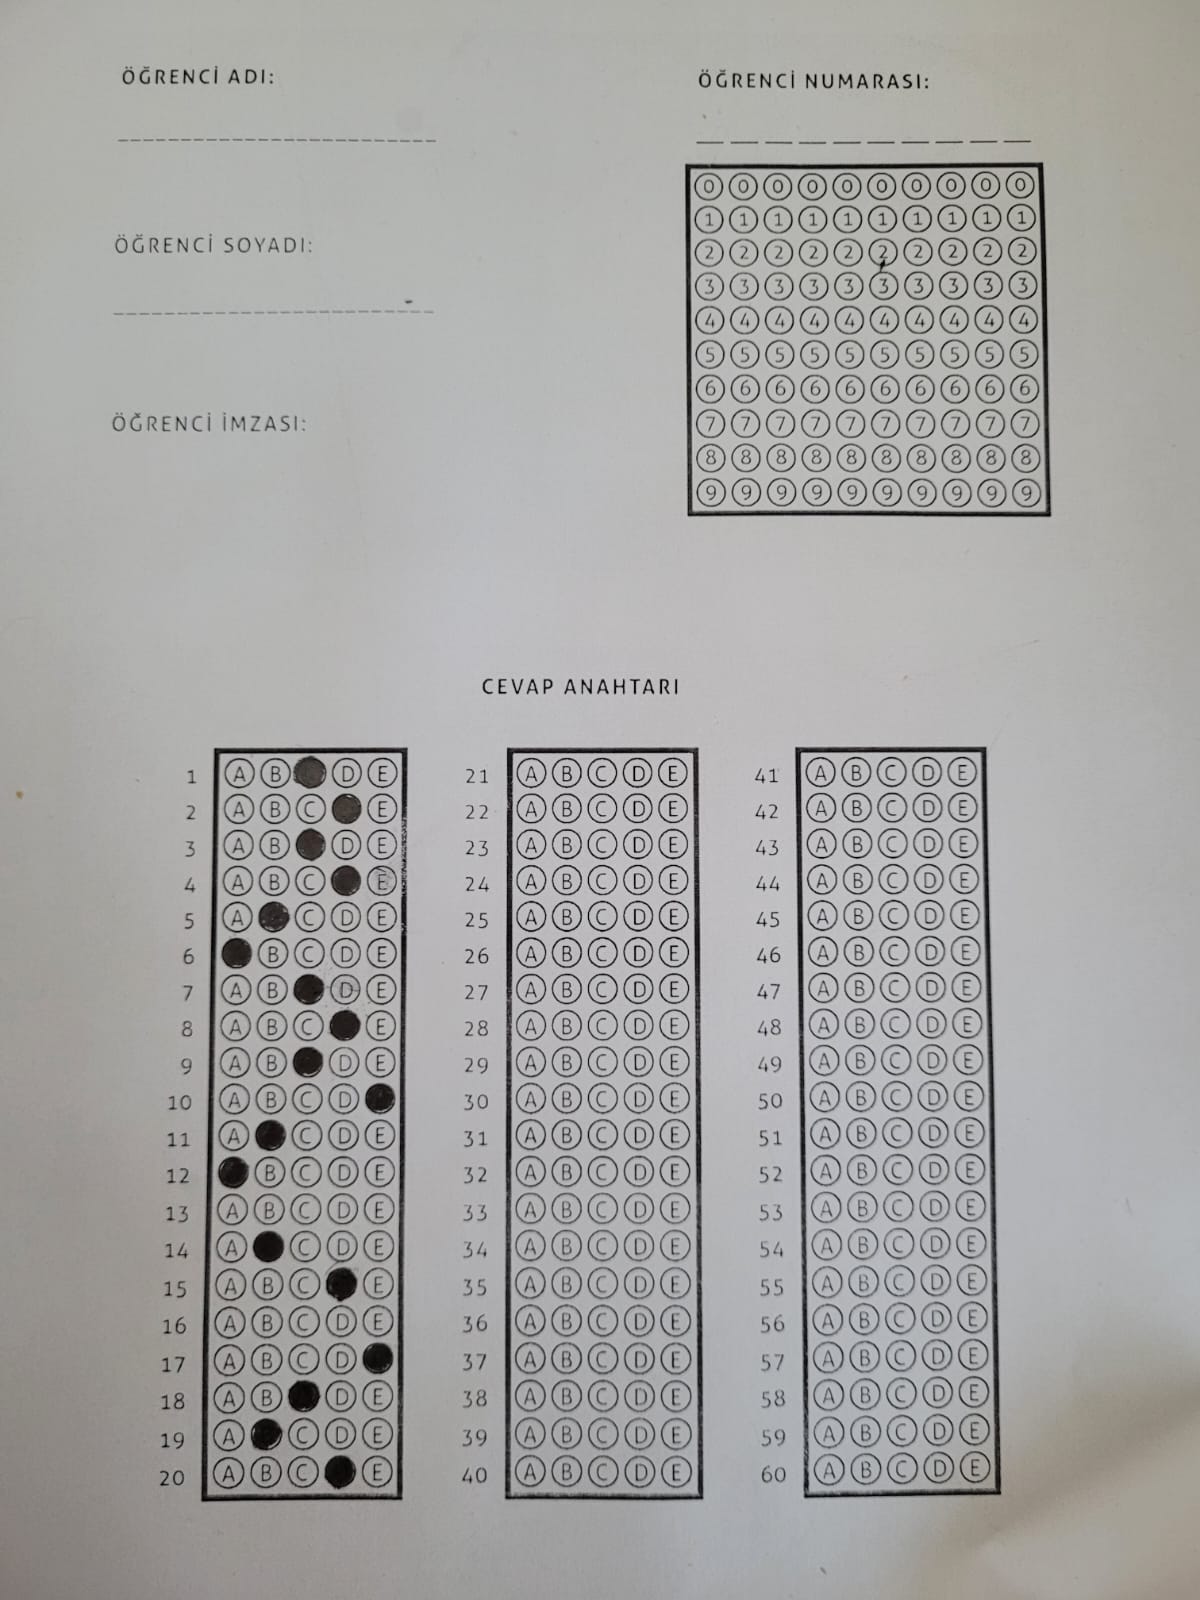 ÖĞRENCİ ADI:
ÖĞRENCİ NUMARASI:
0 0 0 0 0 0 0 0 0 0
1 1 1 1 1 1 1 1 1 1
2 2 2 2 2 2 2 2 2 2
3 3 3 3 3 3 3 3 3 3
4 4 4 4 4 4 4 4 4 4
5 5 5 5 5 5 5 5 5 5
6 6 6 6 6 6 6 6 6 6
7 7 7 7 7 7 7 7 7 7
8 8 8 8 8 8 8 8 8 8
9 9 9 9 9 9 9 9 9 9
ÖĞRENCİ SOYADI:
ÖĞRENCİ İMZASI:
CEVAP ANAHTARI
1 A B D E
2 A B C E
3 A B D E
4 A B C E
5 A C D E
6 B C D E
7 A B D E
8 A B C E
9 A B D E
10 A B C D
11 A C D E
12 B C D E
13 A B C D E
14 A C D E
15 A B C E
16 A B C D E
17 A B C D
18 A B D E
19 A C D E
20 A B C E
21 A B C D E
22 A B C D E
23 A B C D E
24 A B C D E
25 A B C D E
26 A B C D E
27 A B C D E
28 A B C D E
29 A B C D E
30 A B C D E
31 A B C D E
32 A B C D E
33 A B C D E
34 A B C D E
35 A B C D E
36 A B C D E
37 A B C D E
38 A B C D E
39 A B C D E
40 A B C D E
41 A B C D E
42 A B C D E
43 A B C D E
44 A B C D E
45 A B C D E
46 A B C D E
47 A B C D E
48 A B C D E
49 A B C D E
50 A B C D E
51 A B C D E
52 A B C D E
53 A B C D E
54 A B C D E
55 A B C D E
56 A B C D E
57 A B C D E
58 A B C D E
59 A B C D E
60 A B C D E